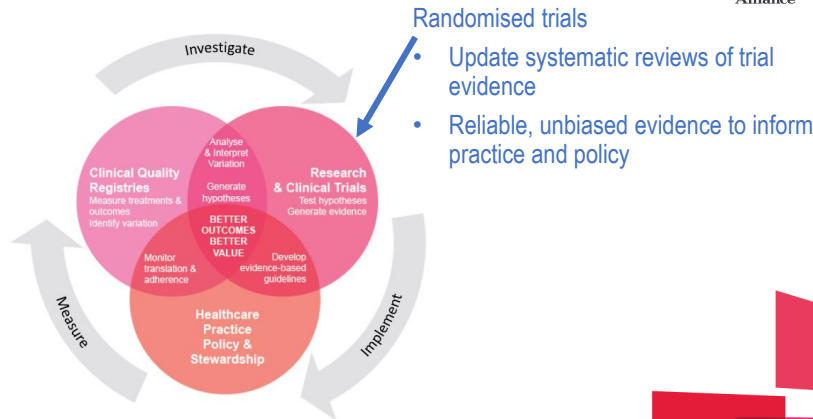 Alliance
Randomised trials
• Update systematic reviews of trial
evidence
• Reliable, unbiased evidence to inform
practice and policy
Investigate
Analyse
& Interpret
Variation
Generate
hypotheses
Clinical Quality
Registries
Measure treatments &
outcomes
Identify variation
Research
& Clinical Trials
Test hypotheses
Generate evidence
BETTER
OUTCOMES
BETTER
VALUE
Monitor
translation &
adherence
Develop
evidence-based
guidelines
Healthcare
Practice
Policy &
Stewardship
Measure
Implement